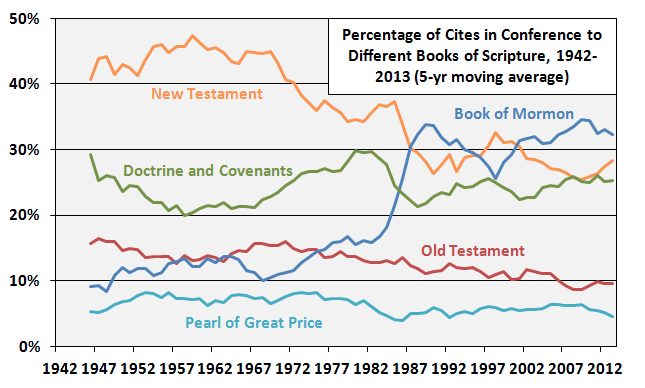 Percentage of Cites in Conference to
Different Books of Scripture, 1942-
2013 (5-yr moving average)
50%
40%
30%
20%
10%
0%
New Testament
Book of Mormon
Doctrine and Covenants
Old Testament
Pearl of Great Price
1942 1947 1952 1957 1962 1967 1972 1977 1982 1987 1992 1997 2002 2007 2012